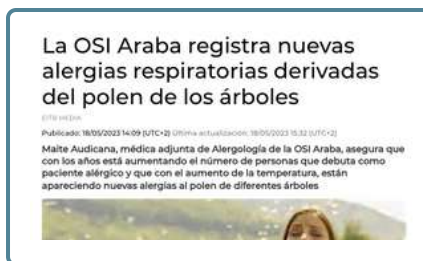 La OSI Araba registra nuevas
alergias respiratorias derivadas
del polen de los árboles
EITB MEDIA
Publicado: 18/05/2023 14:09 (UTC+2) Última actualización: 18/05/2023 15:32 (UTC+2)
Maite Audicana, médica adjunta de Alergología de la OSI Araba, asegura que
con los años está aumentando el número de personas que debuta como
paciente alérgico y que con el aumento de la temperatura, están
apareciendo nuevas alergias al polen de diferentes árboles